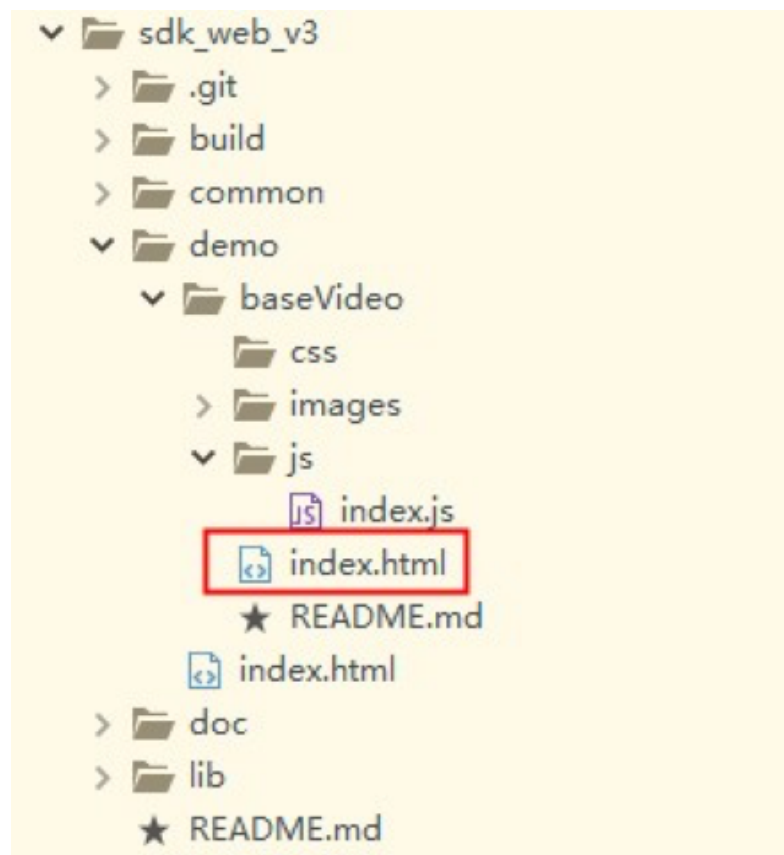 sdk_web_v3
.git
build
common
demo
baseVideo
css
images
js
JS index.js
index.html
README.md
index.html
doc
lib
README.md